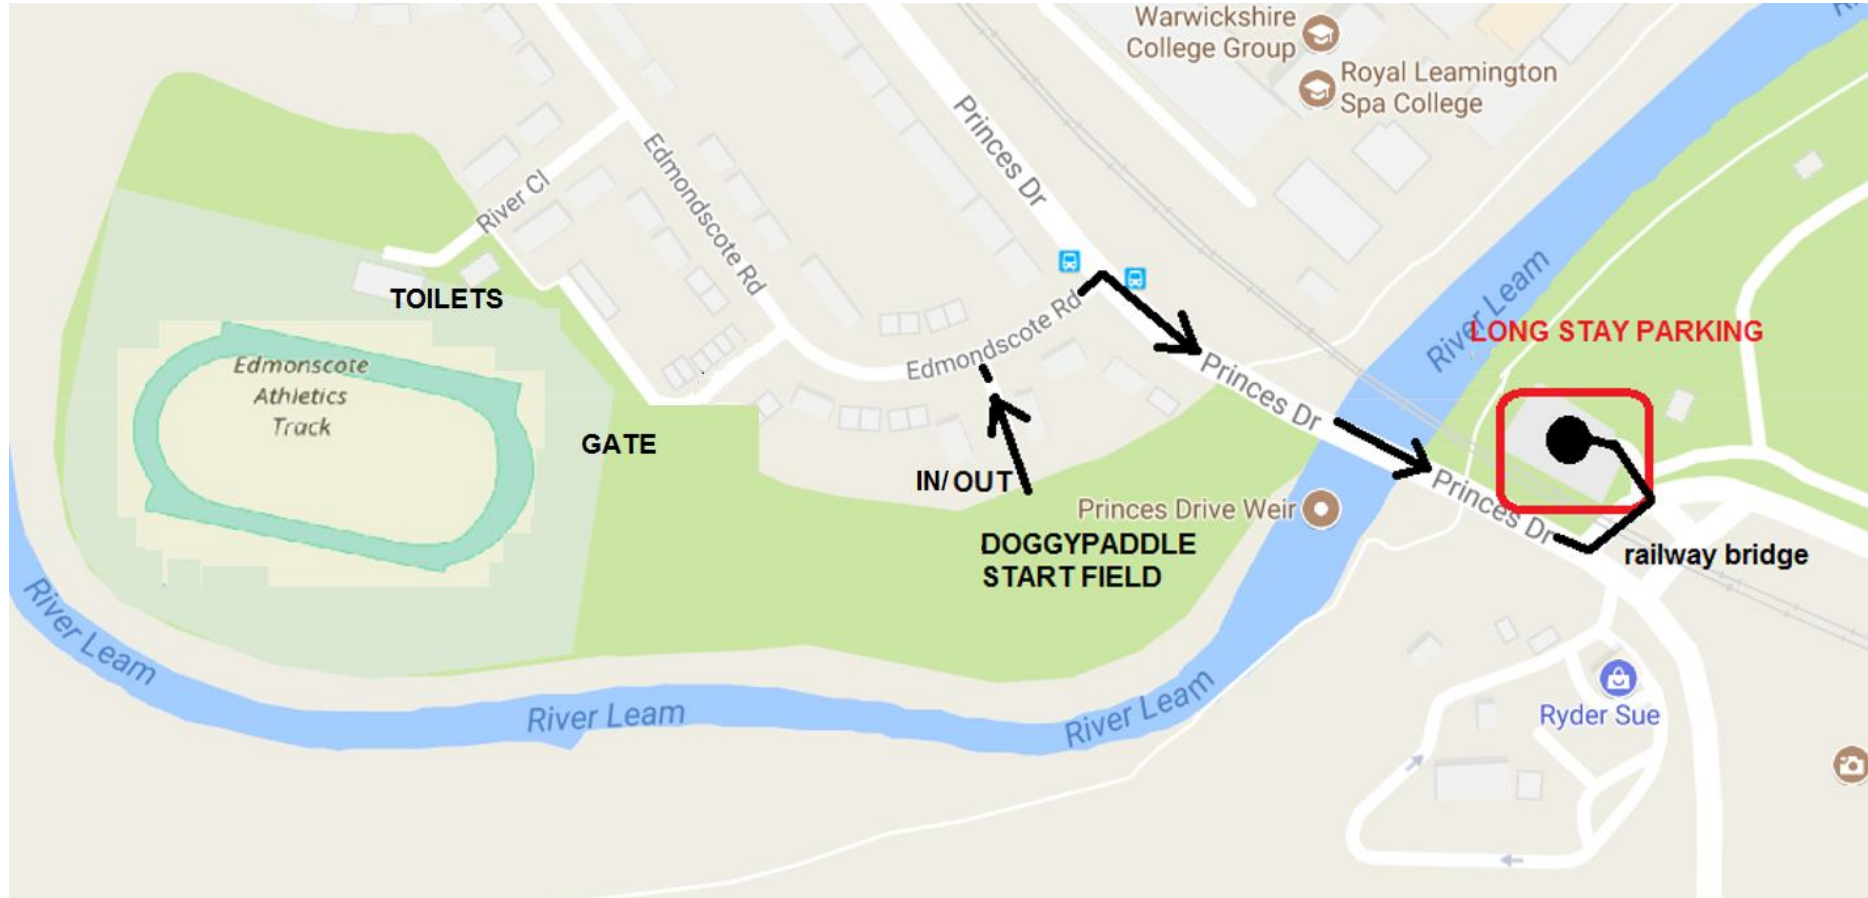 Warwickshire
College Group
Royal Leamington
Spa College
Princes Dr
Edmondscote Rd
River Cl
TOILETS
River Leam
LONG STAY PARKING
Edmonscote
Athletics
Track
Edmondscote Rd
Princes Dr
GATE
IN/OUT
Princes Drive Weir
Princes Dr
DOGGYPADDLE
START FIELD
railway bridge
River Leam
River Leam
River Leam
Ryder Sue